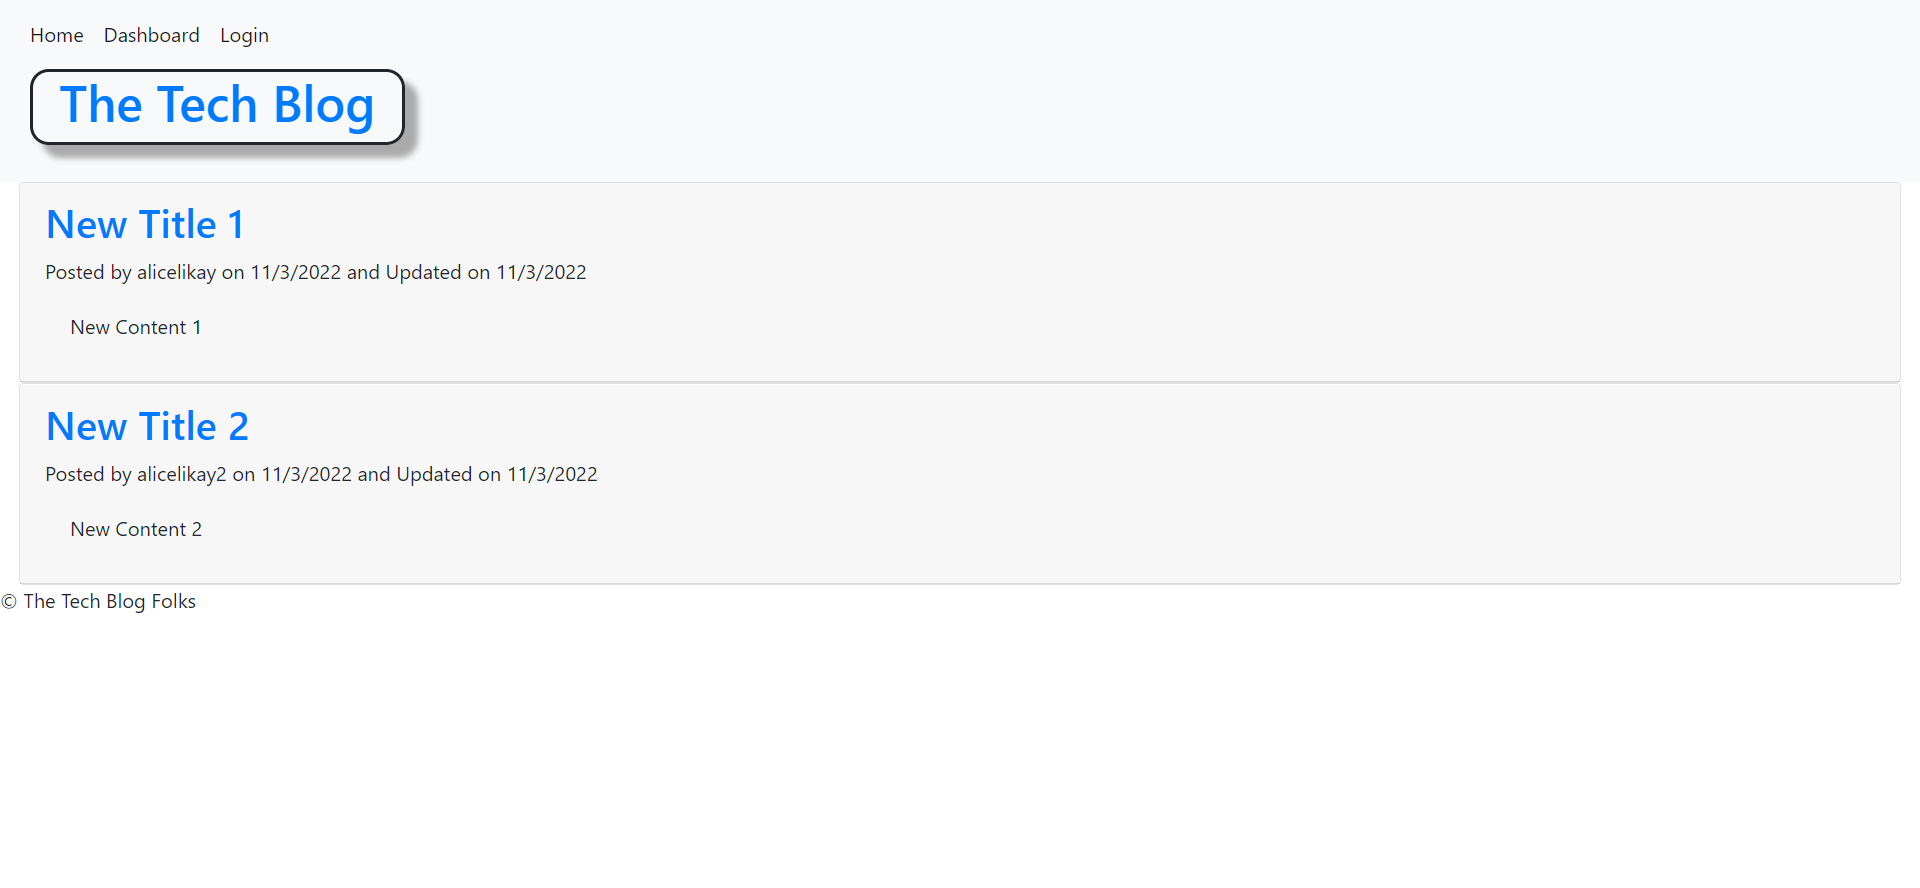 Home Dashboard Login
The Tech Blog
New Title 1
Posted by alicelikay on 11/3/2022 and Updated on 11/3/2022
New Content 1
New Title 2
Posted by alicelikay2 on 11/3/2022 and Updated on 11/3/2022
New Content 2
© The Tech Blog Folks